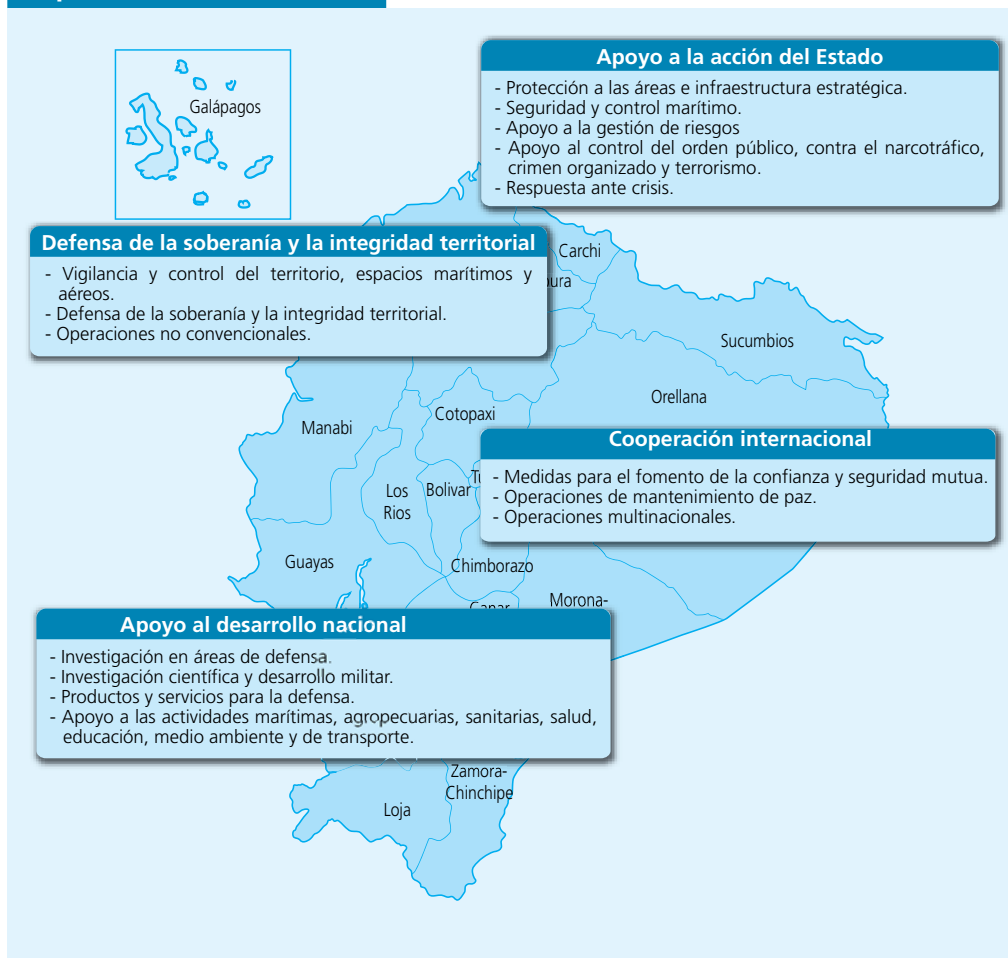 Galápagos
Apoyo a la acción del Estado
- Protección a las áreas e infraestructura estratégica.
- Seguridad y control marítimo.
- Apoyo a la gestión de riesgos
- Apoyo al control del orden público, contra el narcotráfico,
crimen organizado y terrorismo.
- Respuesta ante crisis.
Defensa de la soberanía y la integridad territorial
- Vigilancia y control del territorio, espacios marítimos y
aéreos.
- Defensa de la soberanía y la integridad territorial.
- Operaciones no convencionales.
Carchi
Sucumbios
Orellana
Manabi
Cotopaxi
Cooperación internacional
- Medidas para el fomento de la confianza y seguridad mutua.
- Operaciones de mantenimiento de paz.
- Operaciones multinacionales.
Los
Rios
Bolivar
Guayas
Chimborazo
Morona-
Apoyo al desarrollo nacional
- Investigación en áreas de defensa.
- Investigación científica y desarrollo militar.
- Productos y servicios para la defensa.
- Apoyo a las actividades marítimas, agropecuarias, sanitarias, salud,
educación, medio ambiente y de transporte.
Zamora-
Chinchipe
Loja